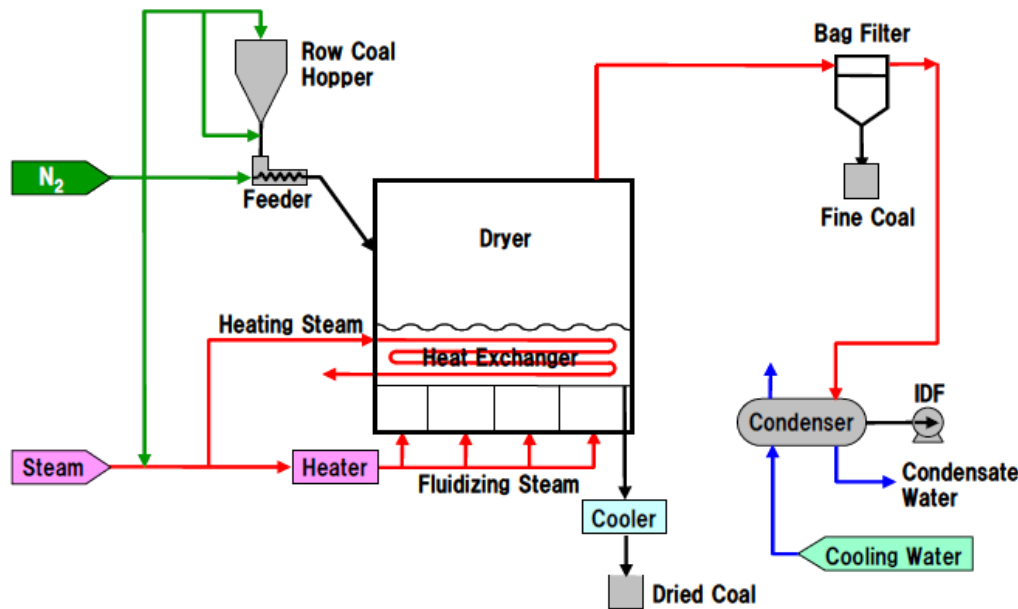 Row Coal
Hopper
Bag Filter
N2
Feeder
Fine Coal
Dryer
Heating Steam
Heat Exchanger
IDF
Condenser
Steam
Heater
Fluidizing Steam
Condensate
Water
Cooler
Cooling Water
Dried Coal